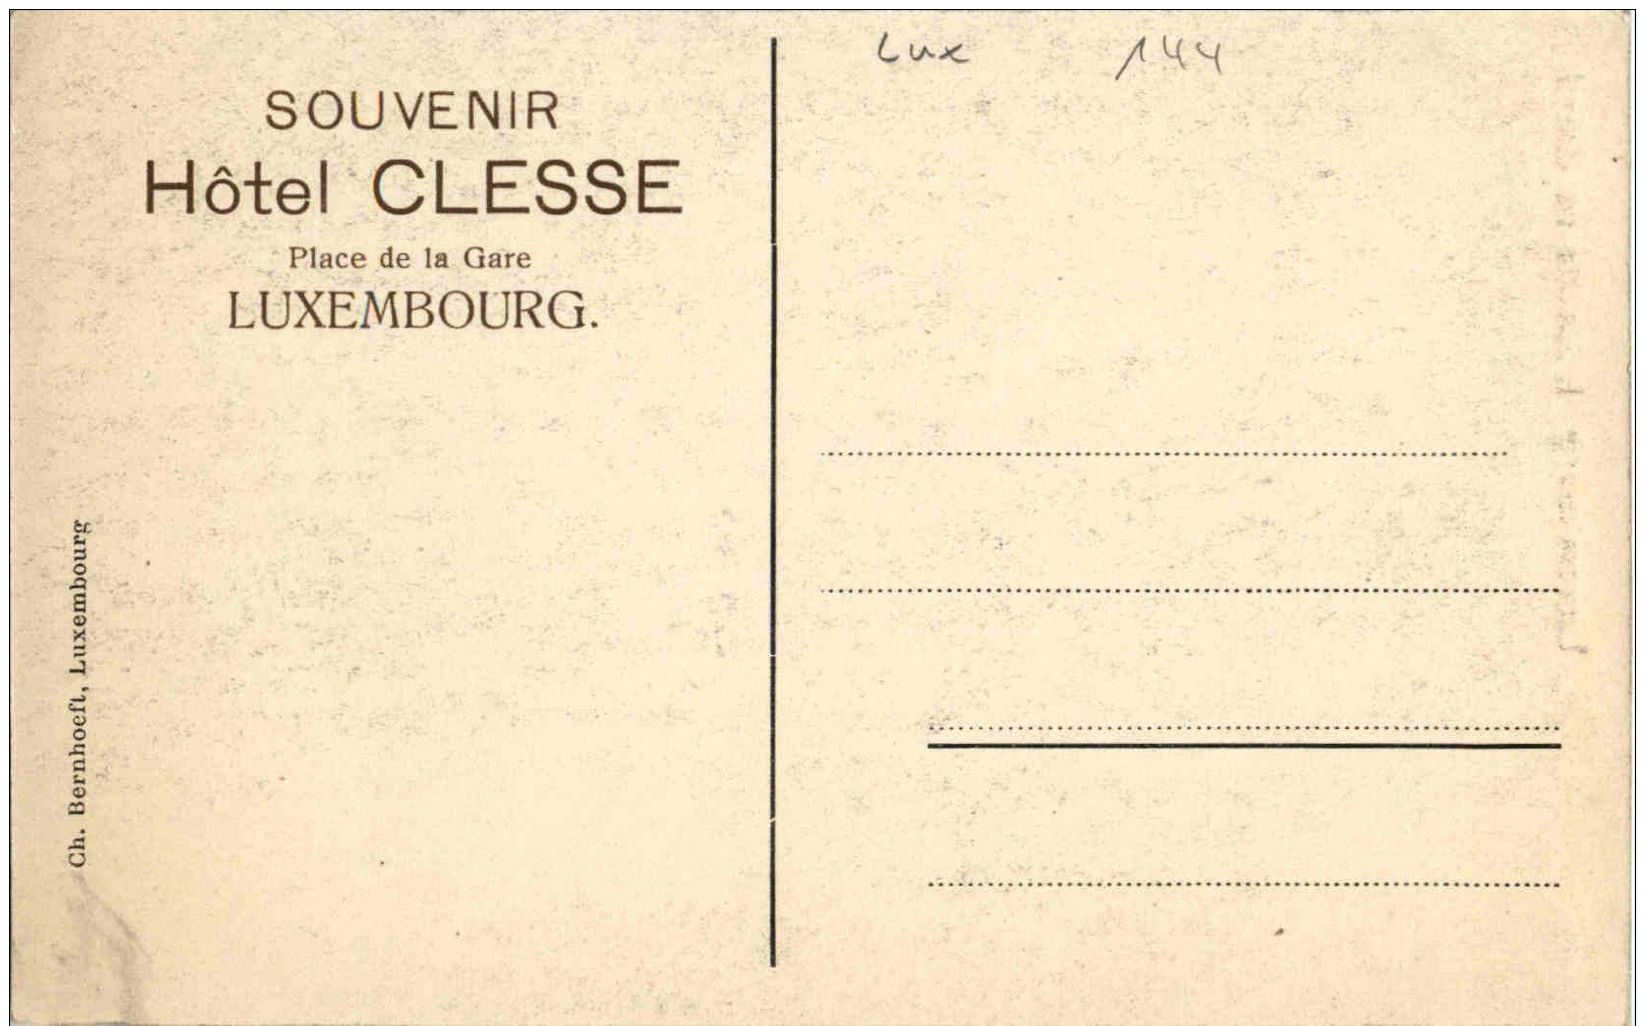 SOUVENIR
Hôtel CLESSE
Place de la Gare
LUXEMBOURG.
Ch. Bernhoeft, Luxembourg
Lux 144